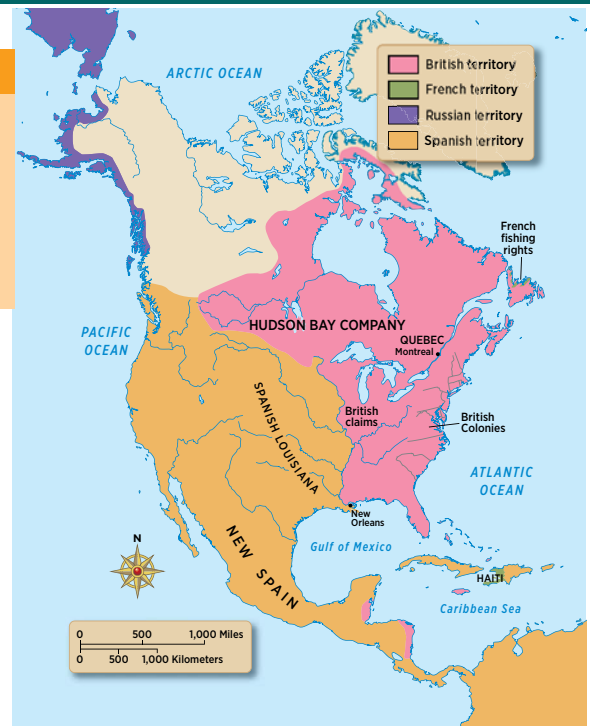 ARCTIC OCEAN
British territory
French territory
Russian territory
Spanish territory
French
fishing
rights
PACIFIC
OCEAN
HUDSON BAY COMPANY
QUEBEC
Montreal
SPANISH LOUISIANA
British
claims
British
Colonies
ATLANTIC
OCEAN
New
Orleans
NEW SPAIN
Gulf of Mexico
N
HAITI
Caribbean Sea
0 500 1,000 Miles
0 500 1,000 Kilometers